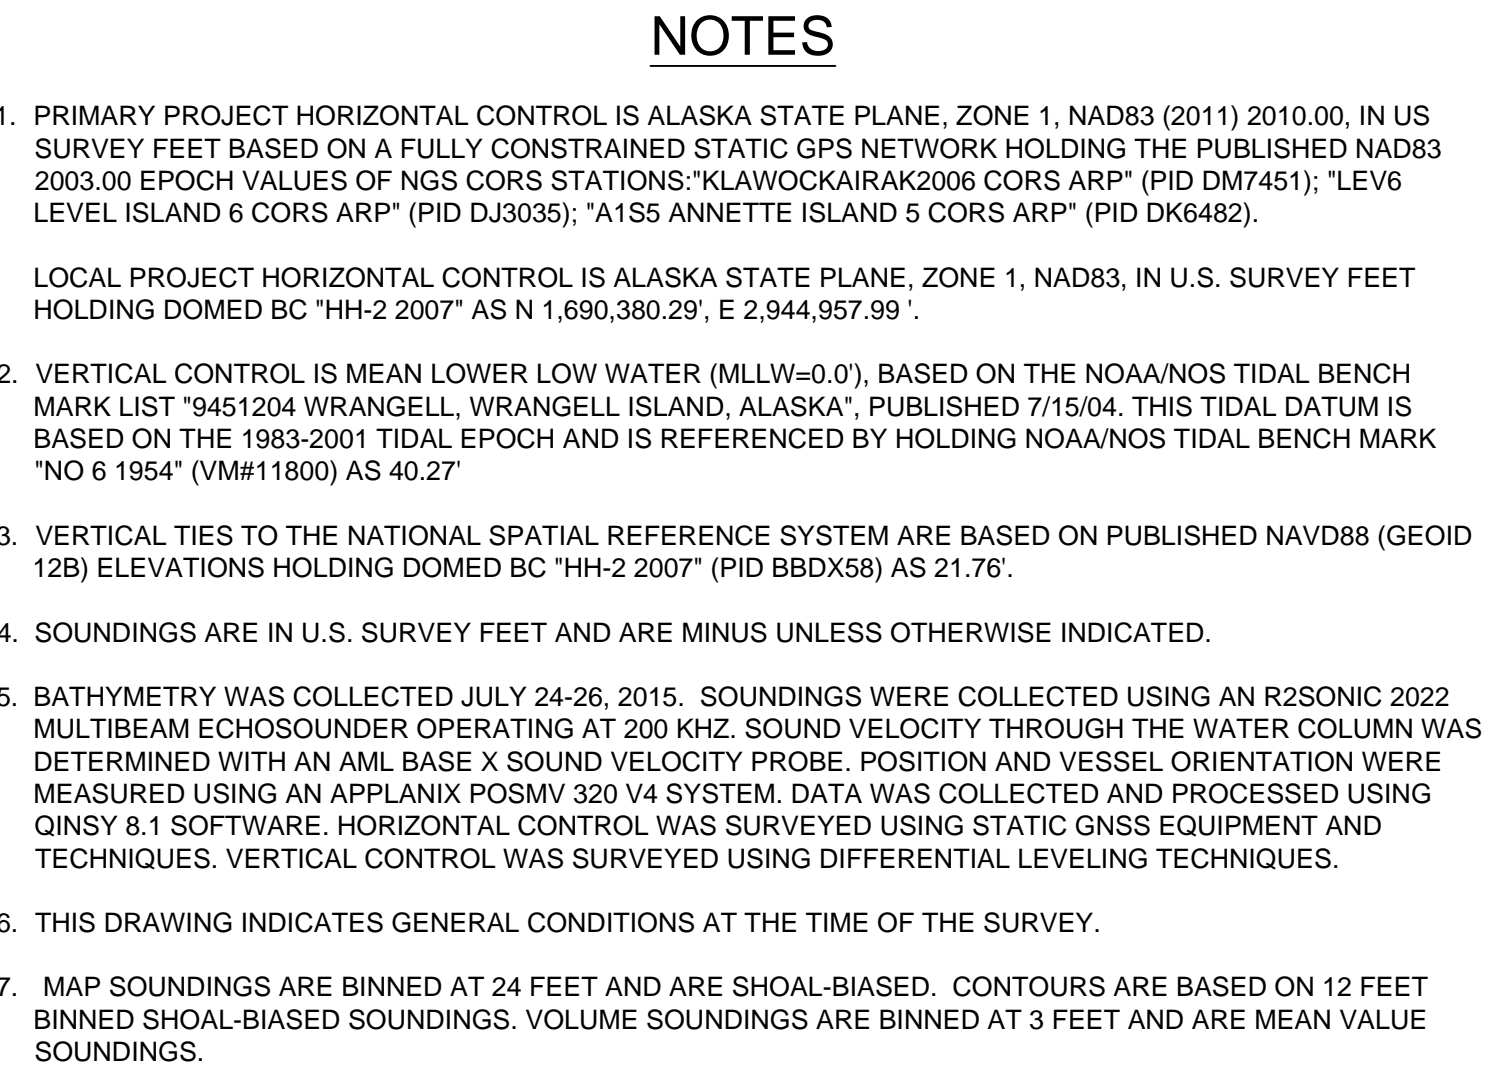 NOTES
1. PRIMARY PROJECT HORIZONTAL CONTROL IS ALASKA STATE PLANE, ZONE 1, NAD83 (2011) 2010.00, IN US
SURVEY FEET BASED ON A FULLY CONSTRAINED STATIC GPS NETWORK HOLDING THE PUBLISHED NAD83
2003.00 EPOCH VALUES OF NGS CORS STATIONS:"KLAWOCKAIRAK2006 CORS ARP" (PID DM7451); "LEV6
LEVEL ISLAND 6 CORS ARP" (PID DJ3035); "A1S5 ANNETTE ISLAND 5 CORS ARP" (PID DK6482).
LOCAL PROJECT HORIZONTAL CONTROL IS ALASKA STATE PLANE, ZONE 1, NAD83, IN U.S. SURVEY FEET
HOLDING DOMED BC "HH-2 2007" AS N 1,690,380.29', E 2,944,957.99 '.
2. VERTICAL CONTROL IS MEAN LOWER LOW WATER (MLLW=0.0'), BASED ON THE NOAA/NOS TIDAL BENCH
MARK LIST "9451204 WRANGELL, WRANGELL ISLAND, ALASKA", PUBLISHED 7/15/04. THIS TIDAL DATUM IS
BASED ON THE 1983-2001 TIDAL EPOCH AND IS REFERENCED BY HOLDING NOAA/NOS TIDAL BENCH MARK
"NO 6 1954" (VM#11800) AS 40.27'
3. VERTICAL TIES TO THE NATIONAL SPATIAL REFERENCE SYSTEM ARE BASED ON PUBLISHED NAVD88 (GEOID
12B) ELEVATIONS HOLDING DOMED BC "HH-2 2007" (PID BBDX58) AS 21.76'.
4. SOUNDINGS ARE IN U.S. SURVEY FEET AND ARE MINUS UNLESS OTHERWISE INDICATED.
5. BATHYMETRY WAS COLLECTED JULY 24-26, 2015. SOUNDINGS WERE COLLECTED USING AN R2SONIC 2022
MULTIBEAM ECHOSOUNDER OPERATING AT 200 KHZ. SOUND VELOCITY THROUGH THE WATER COLUMN WAS
DETERMINED WITH AN AML BASE X SOUND VELOCITY PROBE. POSITION AND VESSEL ORIENTATION WERE
MEASURED USING AN APPLANIX POSMV 320 V4 SYSTEM. DATA WAS COLLECTED AND PROCESSED USING
QINSY 8.1 SOFTWARE. HORIZONTAL CONTROL WAS SURVEYED USING STATIC GNSS EQUIPMENT AND
TECHNIQUES. VERTICAL CONTROL WAS SURVEYED USING DIFFERENTIAL LEVELING TECHNIQUES.
6. THIS DRAWING INDICATES GENERAL CONDITIONS AT THE TIME OF THE SURVEY.
7. MAP SOUNDINGS ARE BINNED AT 24 FEET AND ARE SHOAL-BIASED. CONTOURS ARE BASED ON 12 FEET
BINNED SHOAL-BIASED SOUNDINGS. VOLUME SOUNDINGS ARE BINNED AT 3 FEET AND ARE MEAN VALUE
SOUNDINGS.